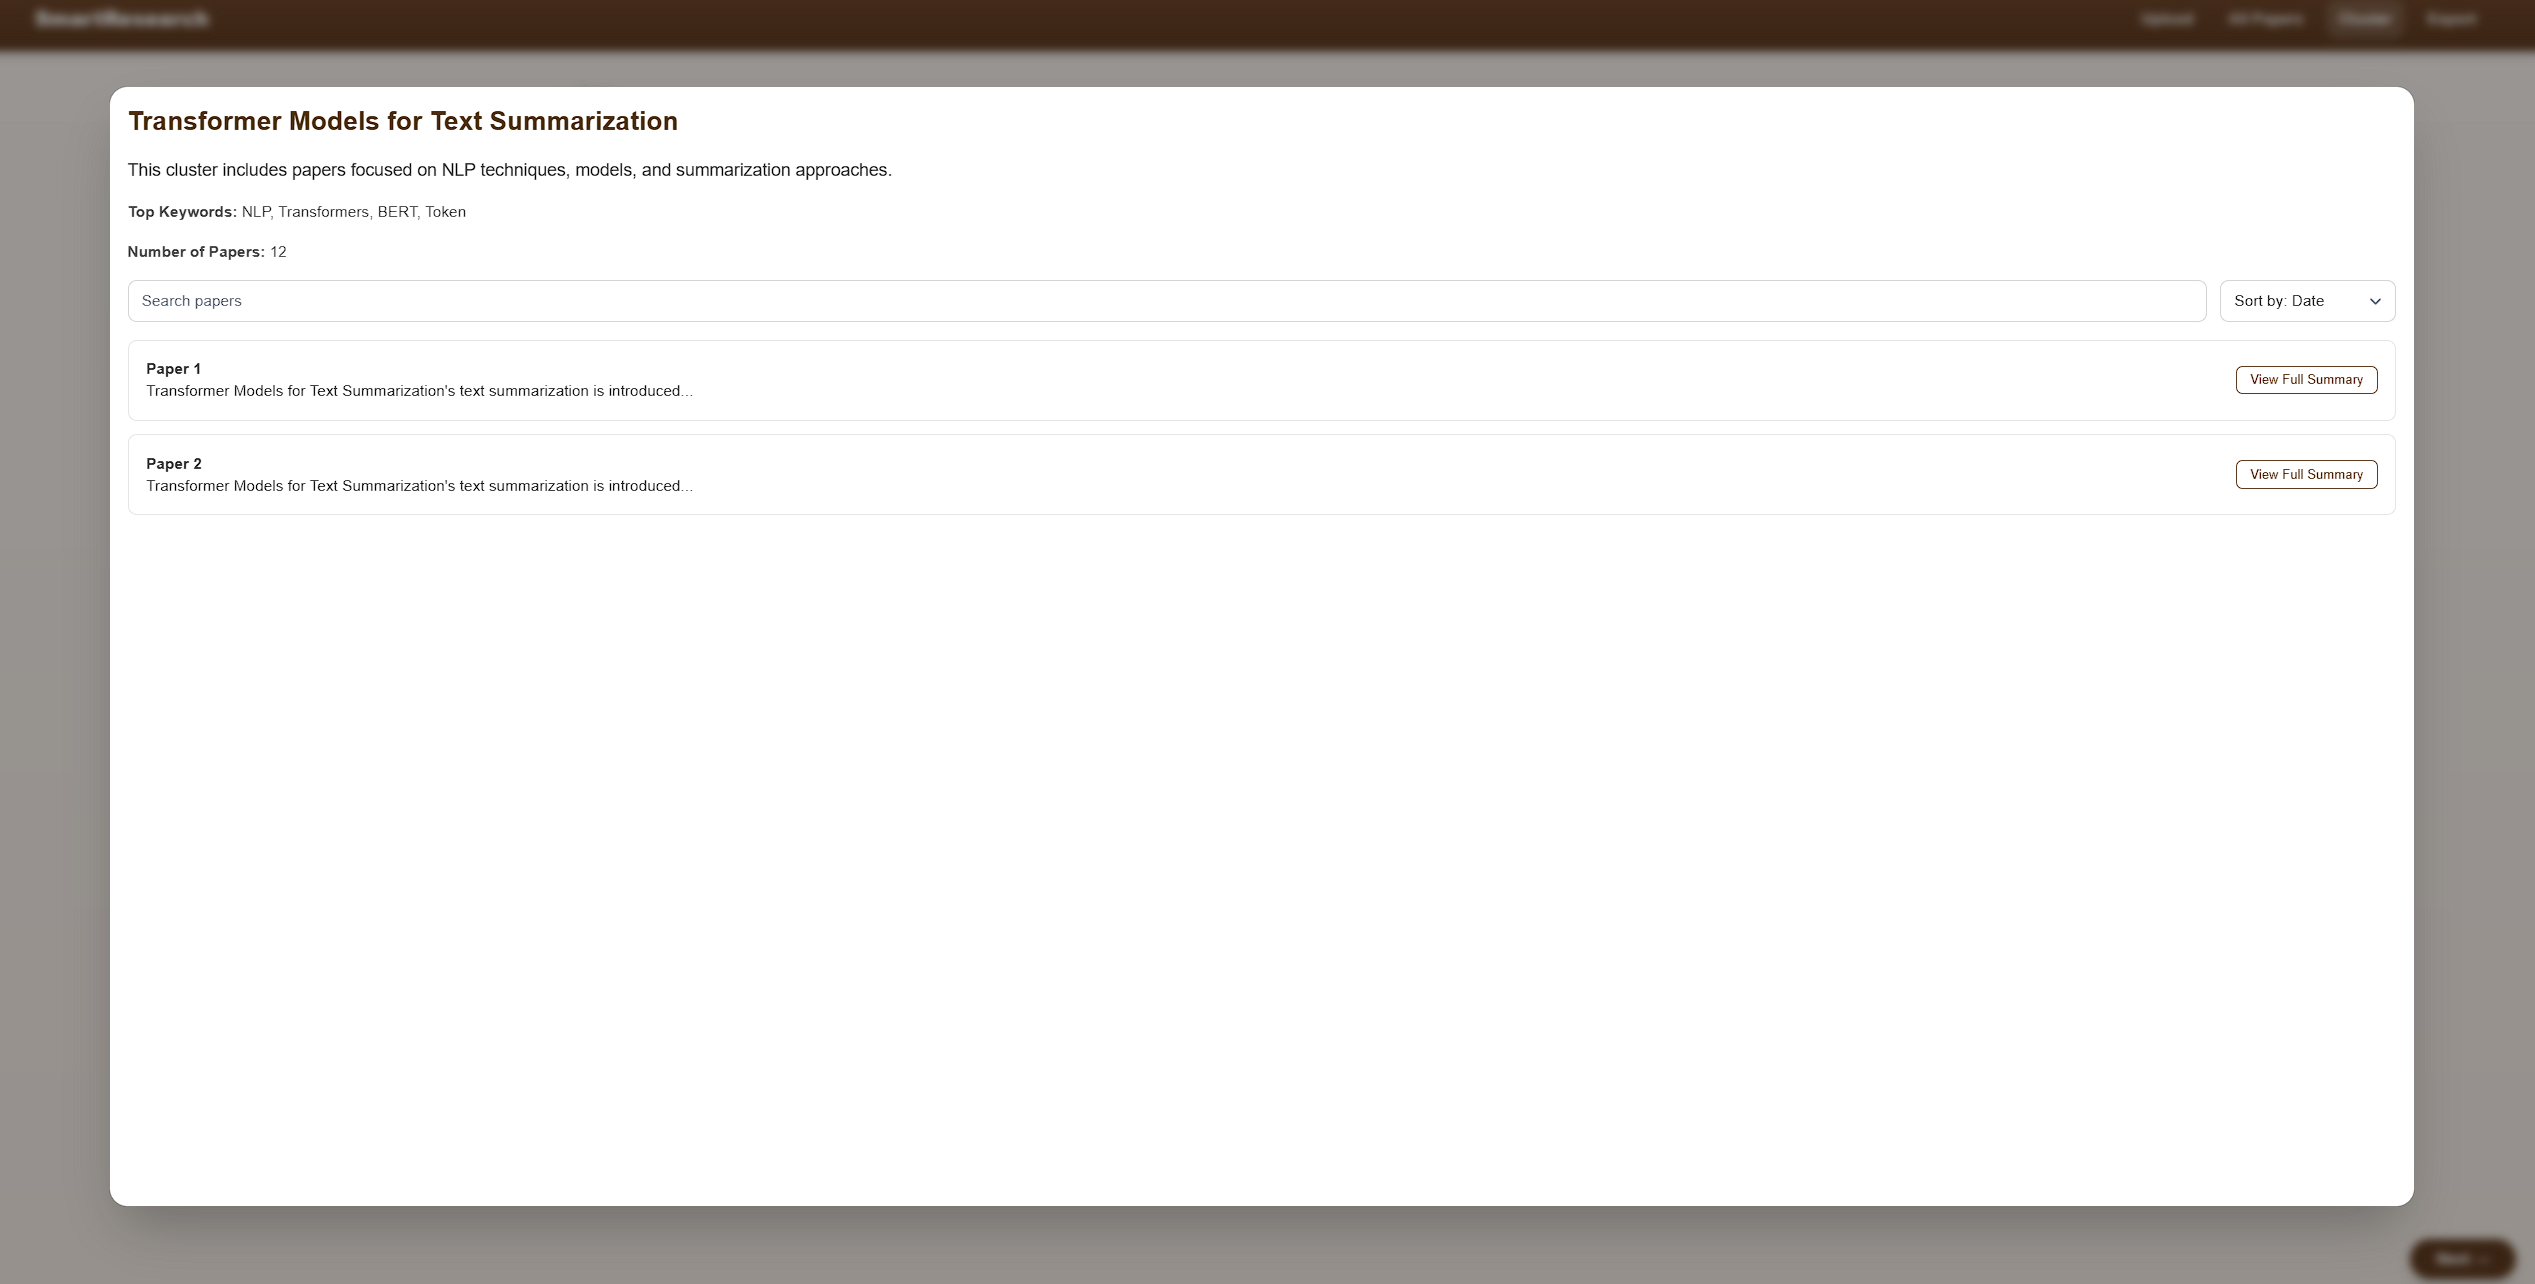 SmartResearch
Upload All Papers Cluster Export
Transformer Models for Text Summarization
This cluster includes papers focused on NLP techniques, models, and summarization approaches.
Top Keywords: NLP, Transformers, BERT, Token
Number of Papers: 12
Search papers
Sort by: Date
Paper 1
Transformer Models for Text Summarization's text summarization is introduced...
View Full Summary
Paper 2
Transformer Models for Text Summarization's text summarization is introduced...
View Full Summary
Next